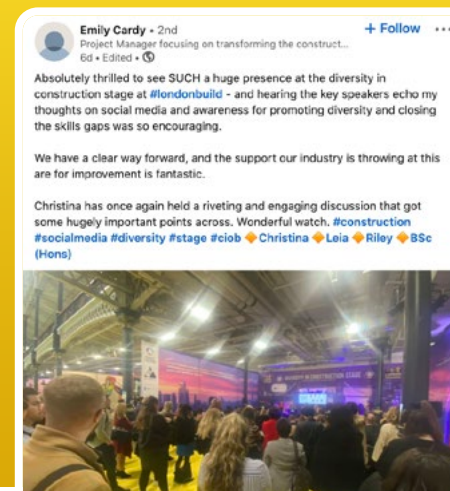 Emily Cardy • 2nd
+ Follow ...
Project Manager focusing on transforming the construct...
6d • Edited •
Absolutely thrilled to see SUCH a huge presence at the diversity in
construction stage at #londonbuild - and hearing the key speakers echo my
thoughts on social media and awareness for promoting diversity and closing
the skills gaps was so encouraging.
We have a clear way forward, and the support our industry is throwing at this
are for improvement is fantastic.
Christina has once again held a riveting and engaging discussion that got
some hugely important points across. Wonderful watch. #construction
#socialmedia #diversity #stage #ciob 🔶Christina 🔶Leia 🔶Riley 🔶BSc
(Hons)
DIVERSITY IN CONSTRUCTION STAGE